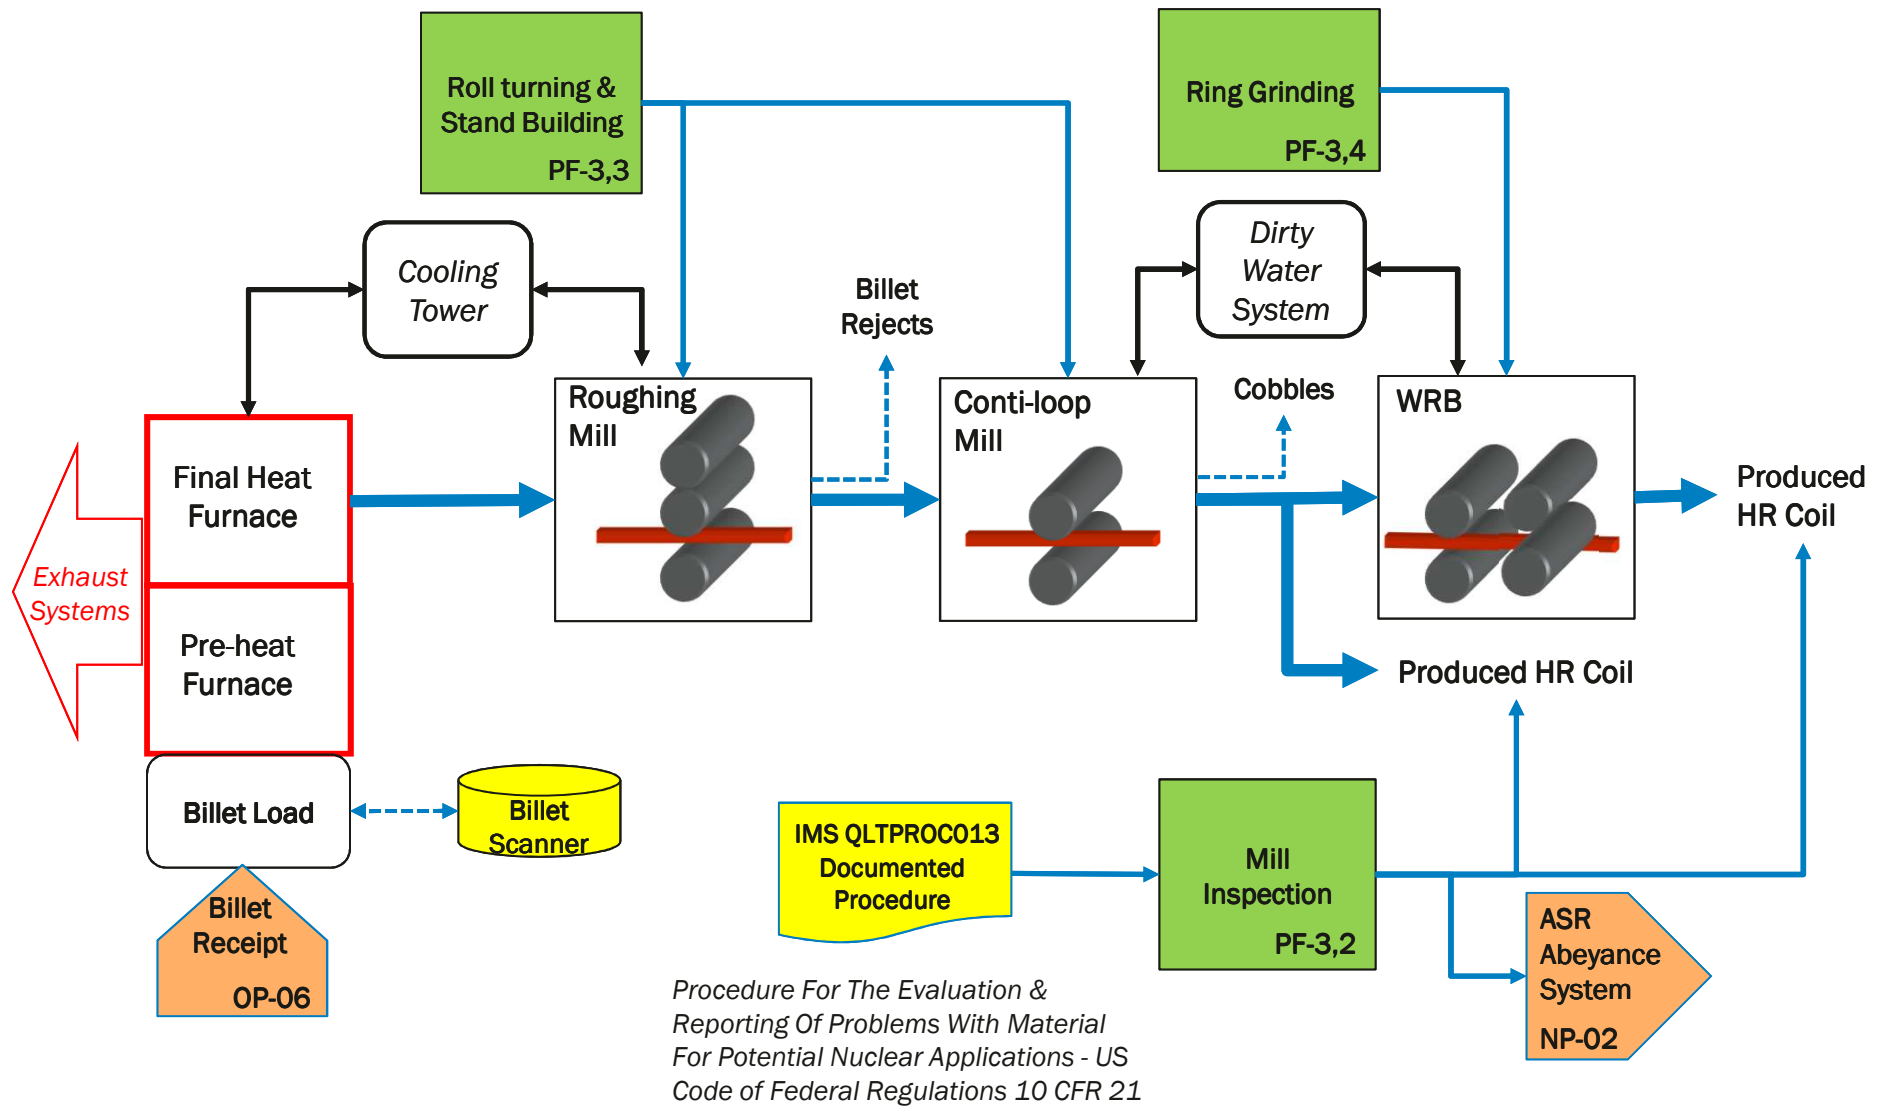 Roll turning &
Stand Building
PF-3,3
Ring Grinding
PF-3,4
Cooling
Tower
Dirty
Water
System
Billet
Rejects
Cobbles
Roughing
Mill
Conti-loop
Mill
WRB
Final Heat
Furnace
Produced
HR Coil
Exhaust
Systems
Pre-heat
Furnace
Produced HR Coil
Billet Load
Billet
Scanner
IMS QLTPROC013
Documented
Procedure
Mill
Inspection
PF-3,2
Billet
Receipt
OP-06
ASR
Abeyance
System
NP-02
Procedure For The Evaluation &
Reporting Of Problems With Material
For Potential Nuclear Applications - US
Code of Federal Regulations 10 CFR 21